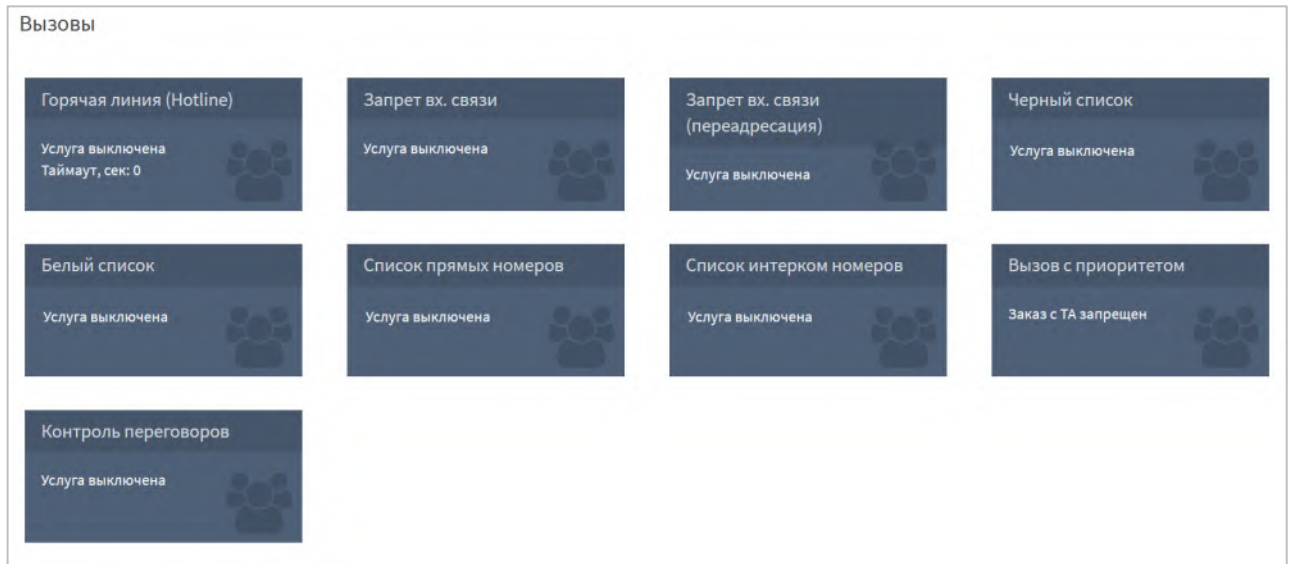 Вызовы
Горячая линия (Hotline)
Услуга выключена
Таймаут, сек: 0
Запрет вх. связи
Услуга выключена
Запрет вх. связи
(переадресация)
Услуга выключена
Черный список
Услуга выключена
Белый список
Услуга выключена
Список прямых номеров
Услуга выключена
Список интерком номеров
Услуга выключена
Вызов с приоритетом
Заказ с ТА запрещен
Контроль переговоров
Услуга выключена